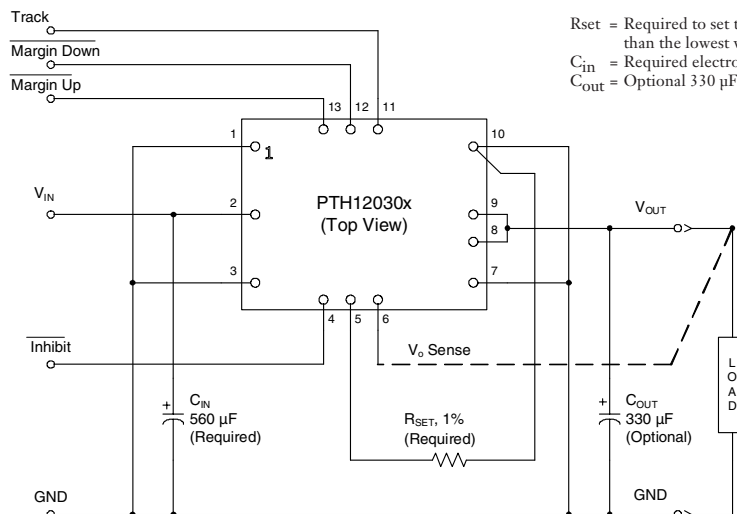 Track
Margin Down
Margin Up
Rset = Required to set t
than the lowest v
Cin = Required electro
Cout = Optional 330 µF
13 12 11
1
1
10
VIN
2
PTH12030x
(Top View)
9
8
VOUT
3
7
4
5
6
Inhibit
Vo Sense
LOAD
+
CIN
560 µF
(Required)
RSET, 1%
(Required)
+
COUT
330 µF
(Optional)
GND
GND